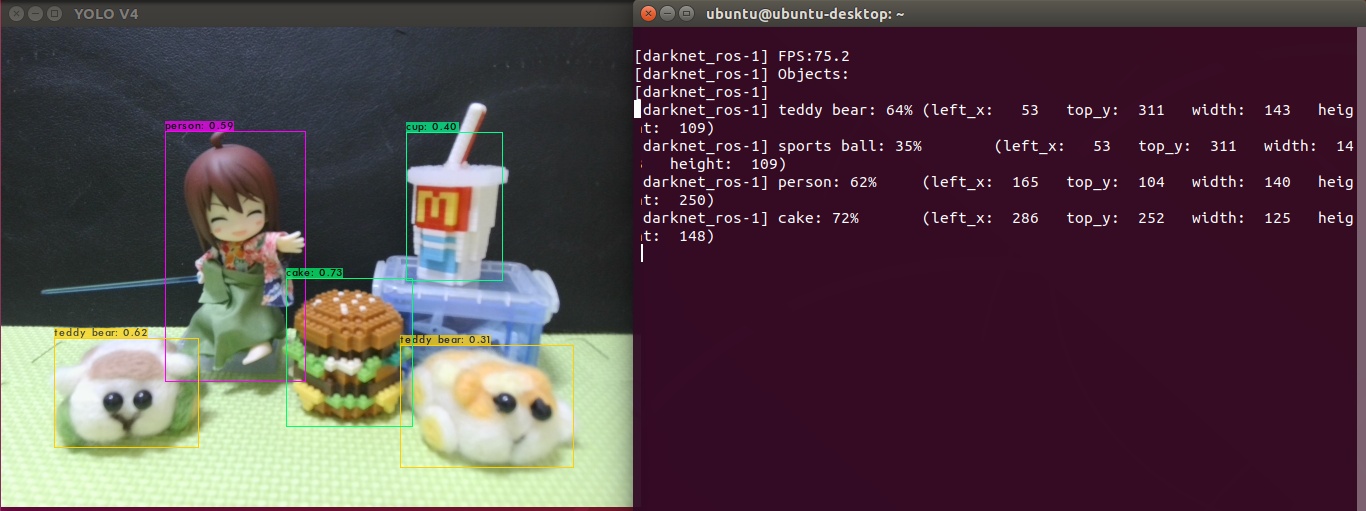 YOLO V4
person: 0.59
cup: 0.40
M
cake: 0.73
teddy bear: 0.62
teddy bear: 0.31
ubuntu@ubuntu-desktop: ~
[darknet_ros-1] FPS:75.2
[darknet_ros-1] Objects:
[darknet_ros-1]
darknet_ros-1] teddy bear: 64% (left_x: 53 top_y: 311 width: 143 heig
t: 109)
darknet_ros-1] sports ball: 35% (left_x: 53 top_y: 311 width: 14
height: 109)
darknet_ros-1] person: 62% (left_x: 165 top_y: 104 width: 140 heig
t: 250)
darknet_ros-1] cake: 72% (left_x: 286 top_y: 252 width: 125 heig
t: 148)